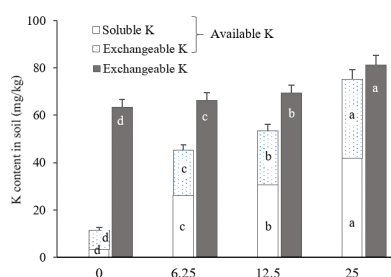 100
Soluble K
Exchangeable K
Available K
80
Exchangeable K
K content in soil (mg/kg)
60
40
20
0
d d d
c c c
b b b
a a a
0 6.25 12.5 25